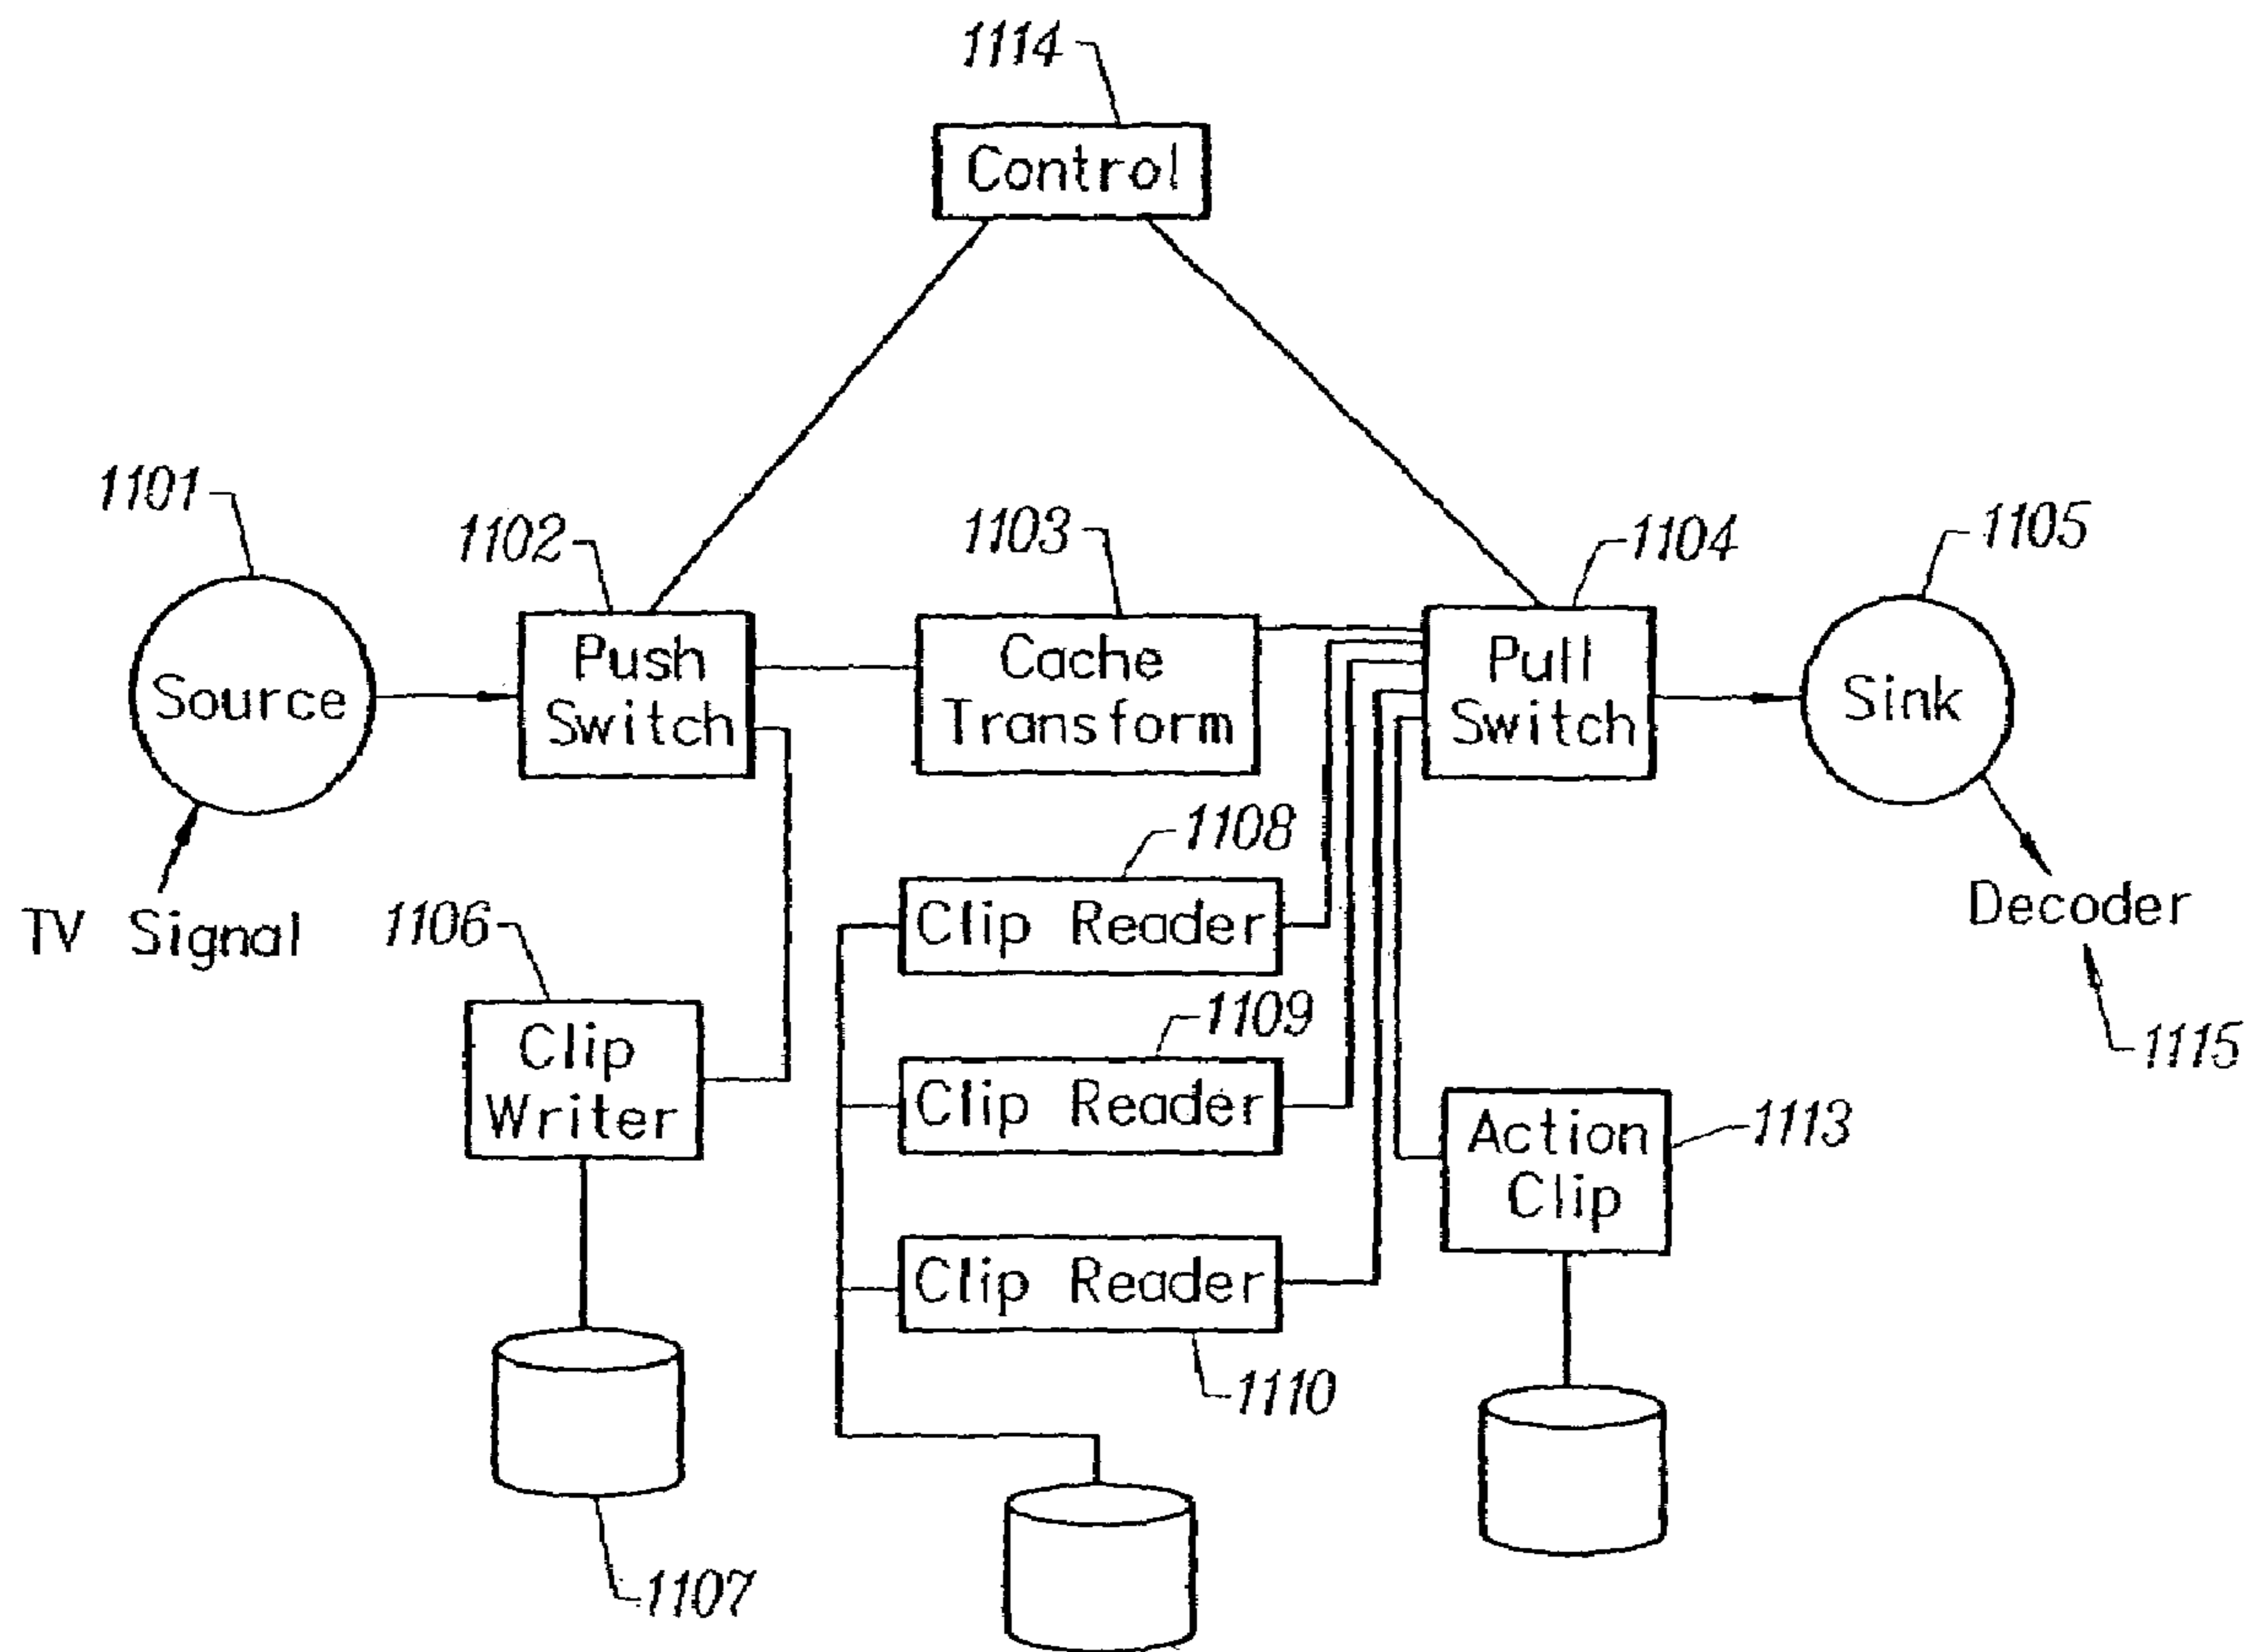 1114
Control
1101
1102
1103
1104
1105
Source
Push
Switch
Cache
Transform
Pull
Switch
Sink
TV Signal
1106
1108
Clip Reader
Decoder
1115
Clip
Writer
1109
Clip Reader
Action
Clip
1113
Clip Reader
1110
1107